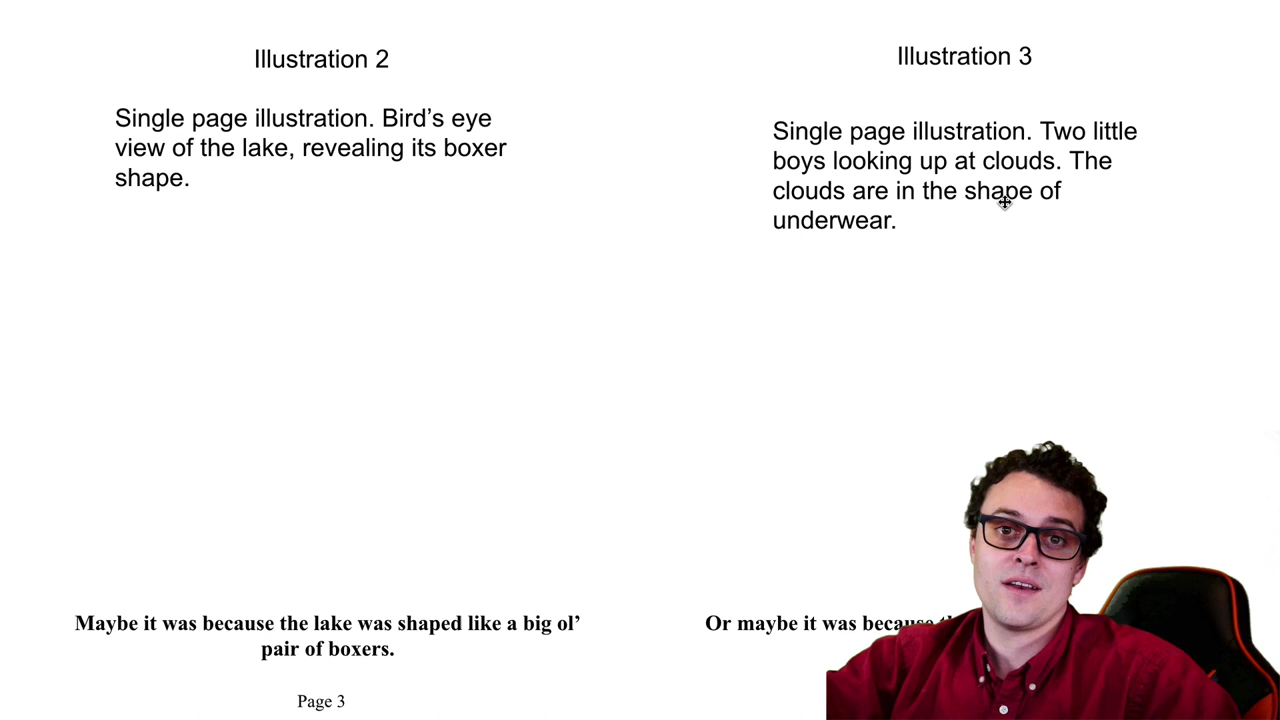 Illustration 2
Single page illustration. Bird’s eye
view of the lake, revealing its boxer
shape.
Maybe it was because the lake was shaped like a big ol’
pair of boxers.
Page 3
Illustration 3
Single page illustration. Two little
boys looking up at clouds. The
clouds are in the shape of
underwear.
Or maybe it was because